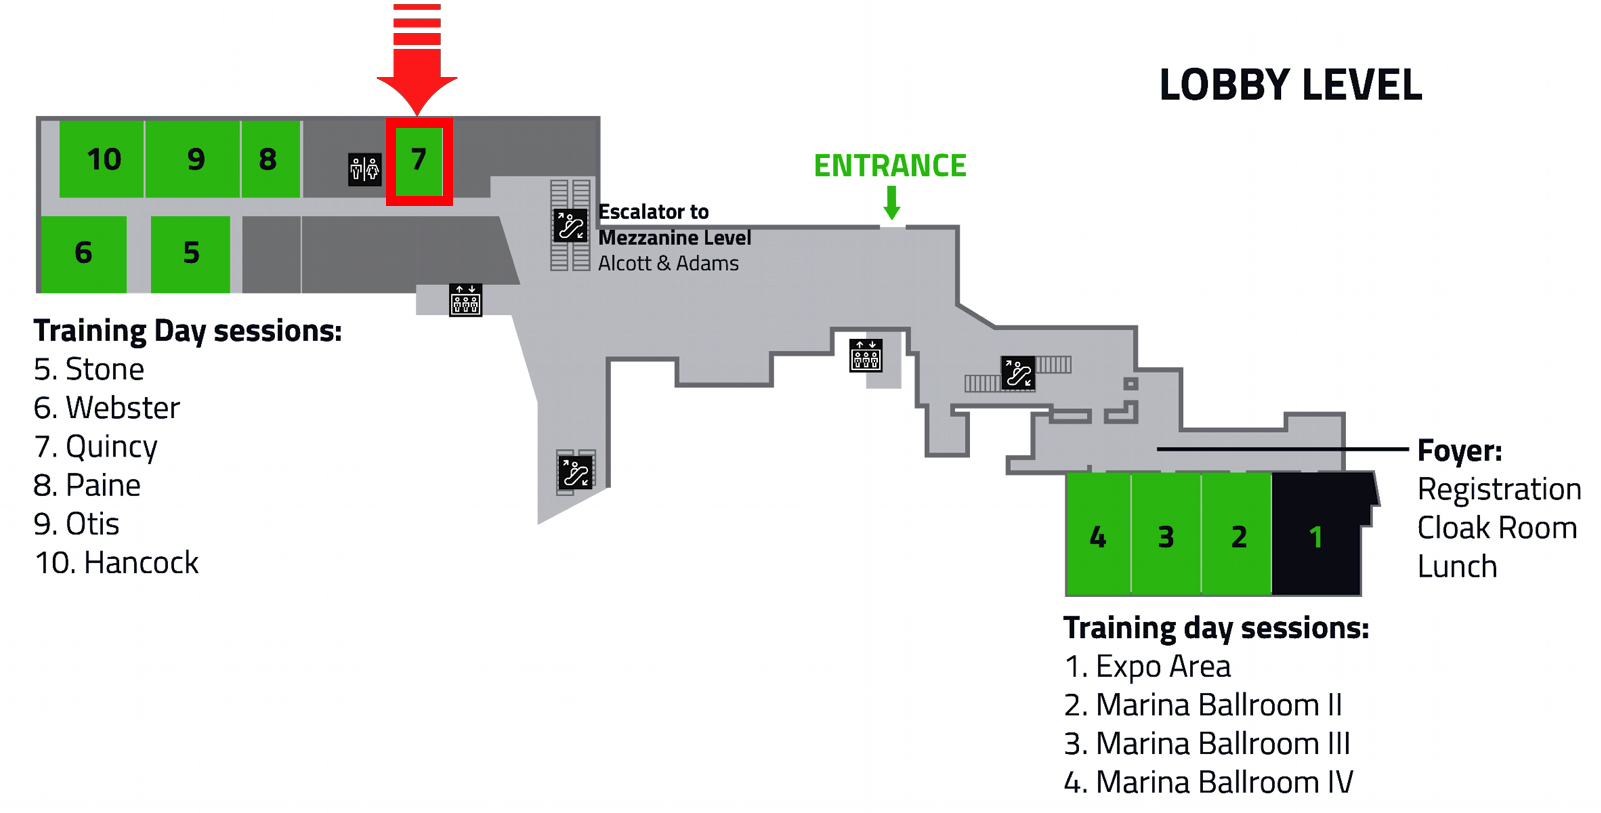 LOBBY LEVEL
10 9 8 7
ENTRANCE
6 5
Escalator to
Mezzanine Level
Alcott & Adams
Training Day sessions:
5. Stone
6. Webster
7. Quincy
8. Paine
9. Otis
10. Hancock
Foyer:
Registration
Cloak Room
Lunch
4 3 2 1
Training day sessions:
1. Expo Area
2. Marina Ballroom II
3. Marina Ballroom III
4. Marina Ballroom IV